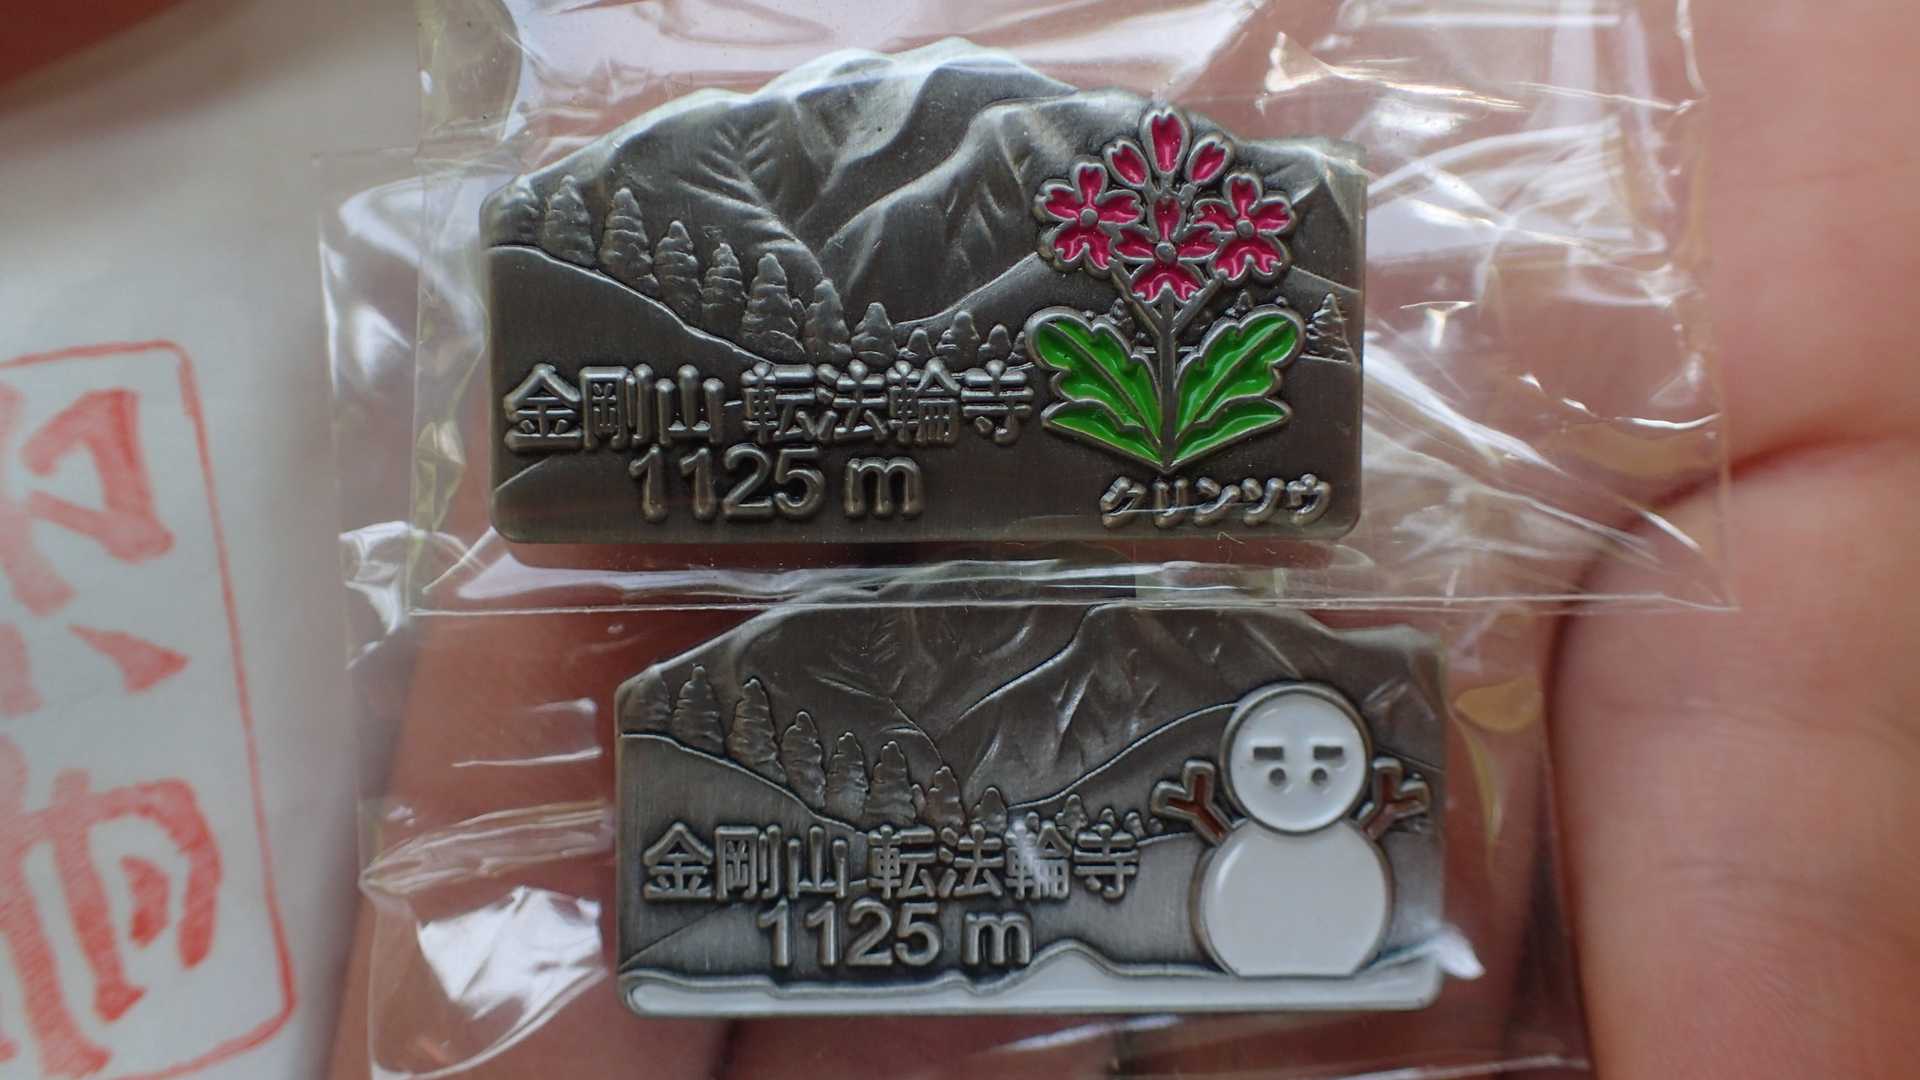 金剛山 転法輪寺
1125 m
クリンソウ
金剛山 転法輪寺
1125 m